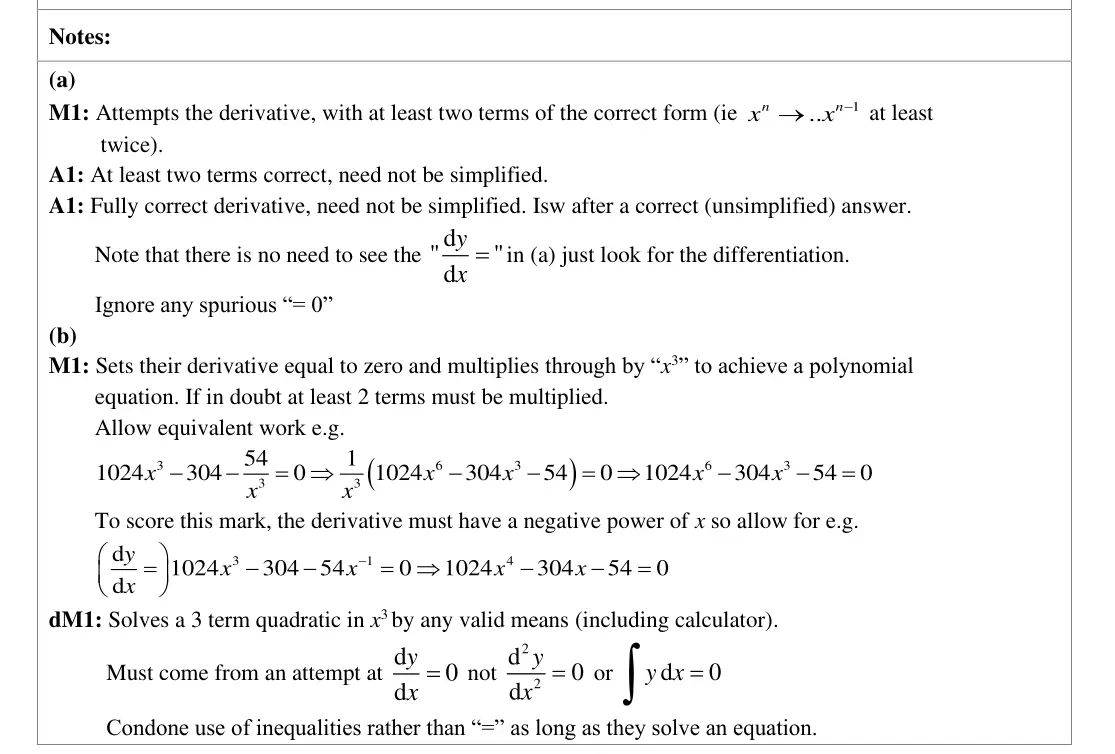 Notes:
(a)
M1: Attempts the derivative, with at least two terms of the correct form (ie xⁿ → ..xⁿ⁻¹ at least
twice).
A1: At least two terms correct, need not be simplified.
A1: Fully correct derivative, need not be simplified. Isw after a correct (unsimplified) answer.
Note that there is no need to see the "dy/dx =" in (a) just look for the differentiation.
Ignore any spurious “= 0”
(b)
M1: Sets their derivative equal to zero and multiplies through by “x³” to achieve a polynomial
equation. If in doubt at least 2 terms must be multiplied.
Allow equivalent work e.g.
1024x³ − 304 − 54/x³ = 0 ⇒ 1/x³ (1024x⁶ − 304x³ − 54) = 0 ⇒ 1024x⁶ − 304x³ − 54 = 0
To score this mark, the derivative must have a negative power of x so allow for e.g.
(dy/dx =) 1024x³ − 304 − 54x⁻¹ = 0 ⇒ 1024x⁴ − 304x − 54 = 0
dM1: Solves a 3 term quadratic in x³ by any valid means (including calculator).
Must come from an attempt at dy/dx = 0 not d²y/dx² = 0 or ∫ y dx = 0
Condone use of inequalities rather than “=” as long as they solve an equation.